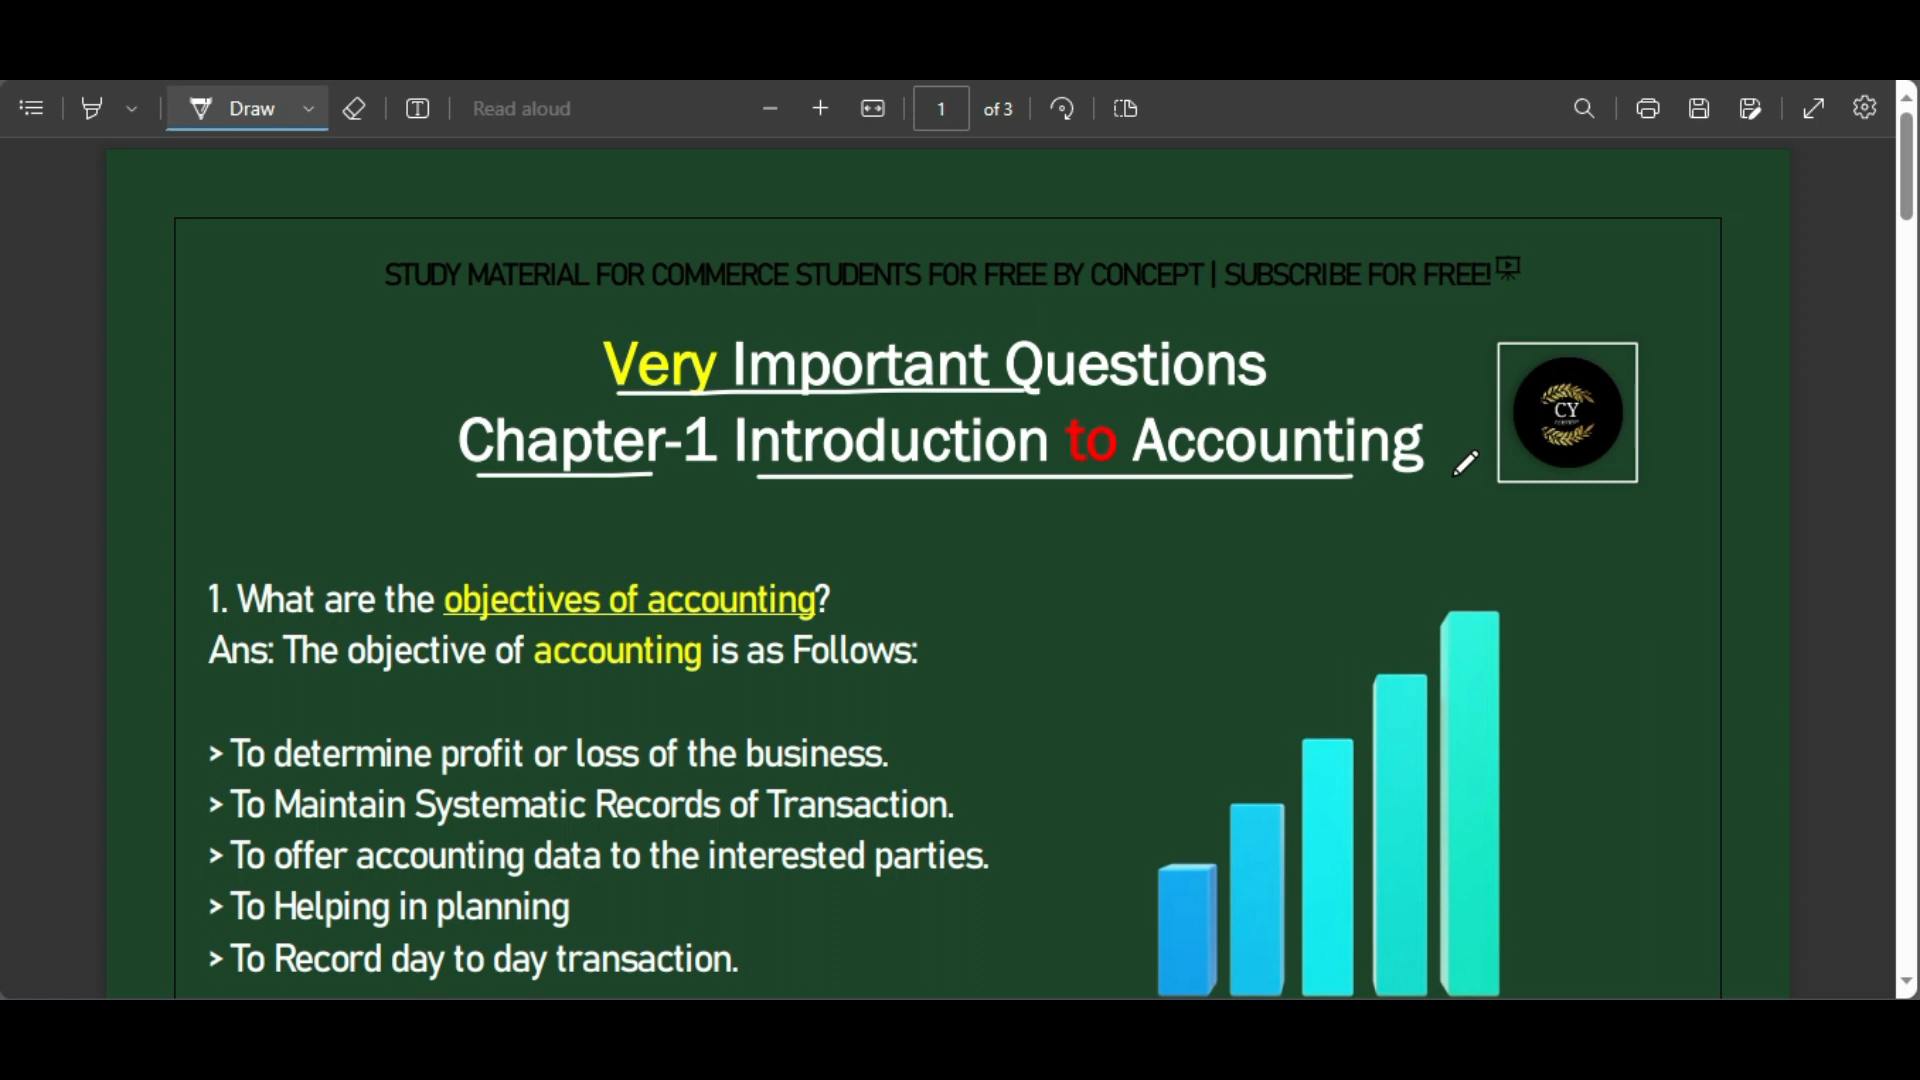 Draw
Read aloud
1
of 3
STUDY MATERIAL FOR COMMERCE STUDENTS FOR FREE BY CONCEPT | SUBSCRIBE FOR FREE!
Very Important Questions
Chapter-1 Introduction to Accounting
CY
1. What are the objectives of accounting?
Ans: The objective of accounting is as Follows:
> To determine profit or loss of the business.
> To Maintain Systematic Records of Transaction.
> To offer accounting data to the interested parties.
> To Helping in planning
> To Record day to day transaction.